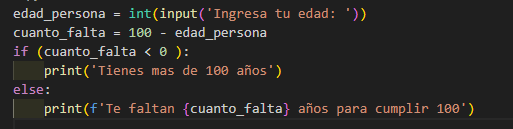 edad_persona = int(input('Ingresa tu edad: '))
cuanto_falta = 100 - edad_persona
if (cuanto_falta < 0 ):
    print('Tienes mas de 100 años')
else:
    print(f'Te faltan {cuanto_falta} años para cumplir 100')